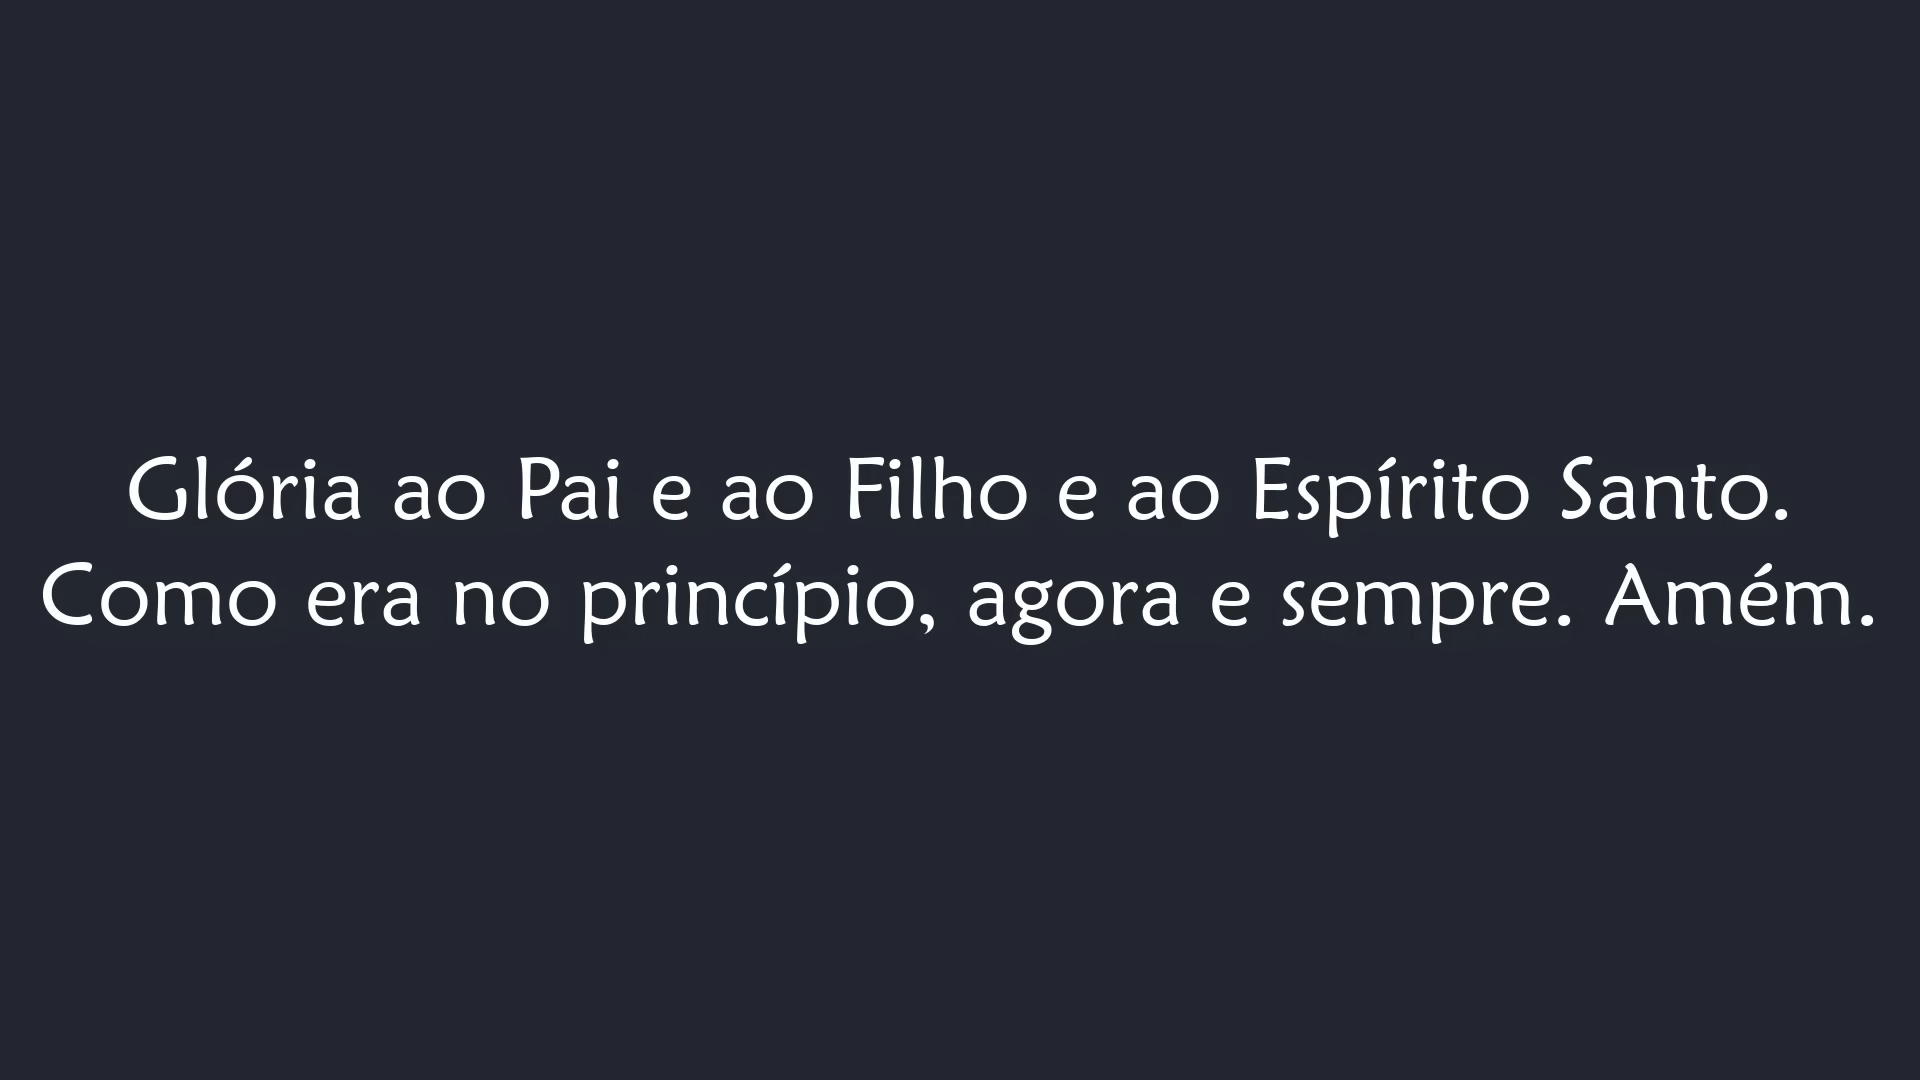 Glória ao Pai e ao Filho e ao Espírito Santo.
Como era no princípio, agora e sempre. Amém.